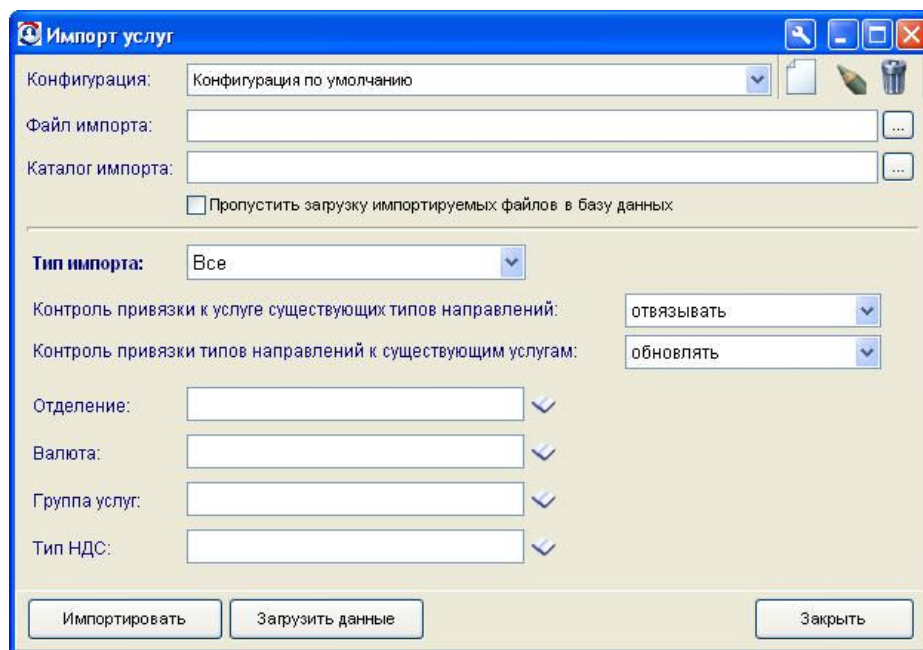 Импорт услуг
Конфигурация: Конфигурация по умолчанию
Файл импорта: ...
Каталог импорта: ...
Пропустить загрузку импортируемых файлов в базу данных
Тип импорта: Все
Контроль привязки к услуге существующих типов направлений: отвязывать
Контроль привязки типов направлений к существующим услугам: обновлять
Отделение:
Валюта:
Группа услуг:
Тип НДС:
Импортировать Загрузить данные Закрыть